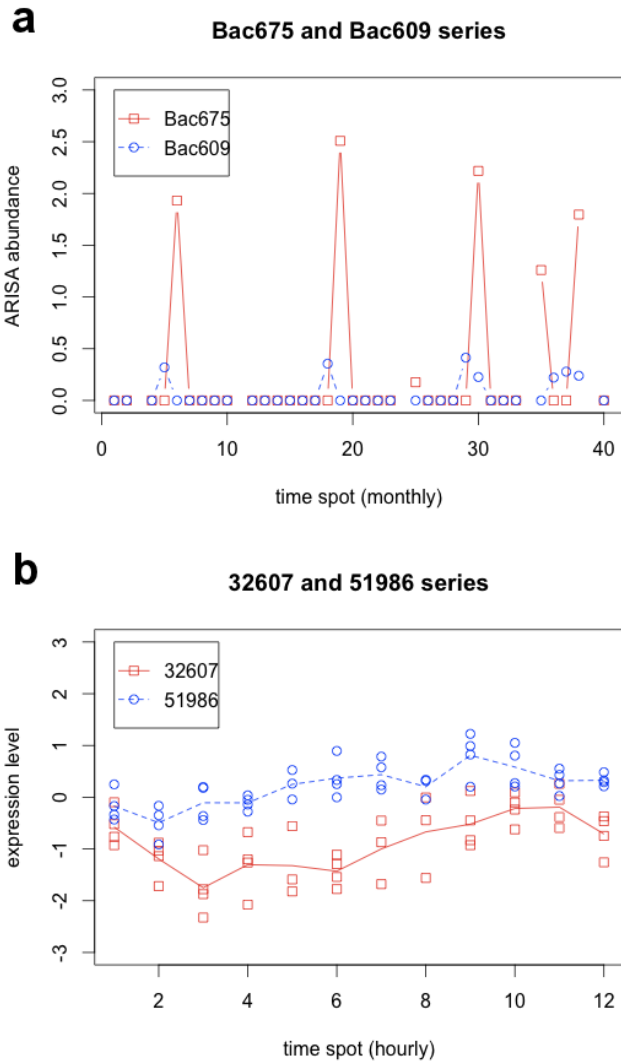 a
Bac675 and Bac609 series
3.0
2.5
2.0
1.5
1.0
0.5
0.0
ARISA abundance
Bac675
Bac609
0 10 20 30 40
time spot (monthly)
b
32607 and 51986 series
3
2
1
0
-1
-2
-3
expression level
32607
51986
2 4 6 8 10 12
time spot (hourly)